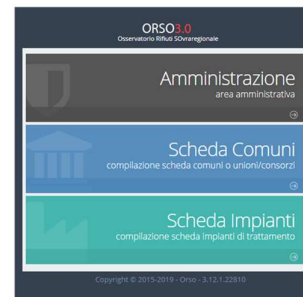 ORSO3.0
Osservatorio Rifiuti SOvraregionale
Amministrazione
area amministrativa
Scheda Comuni
compilazione scheda comuni o unioni/consorzi
Scheda Impianti
compilazione scheda impianti di trattamento
Copyright © 2015-2019 - Orso - 3.12.1.22810